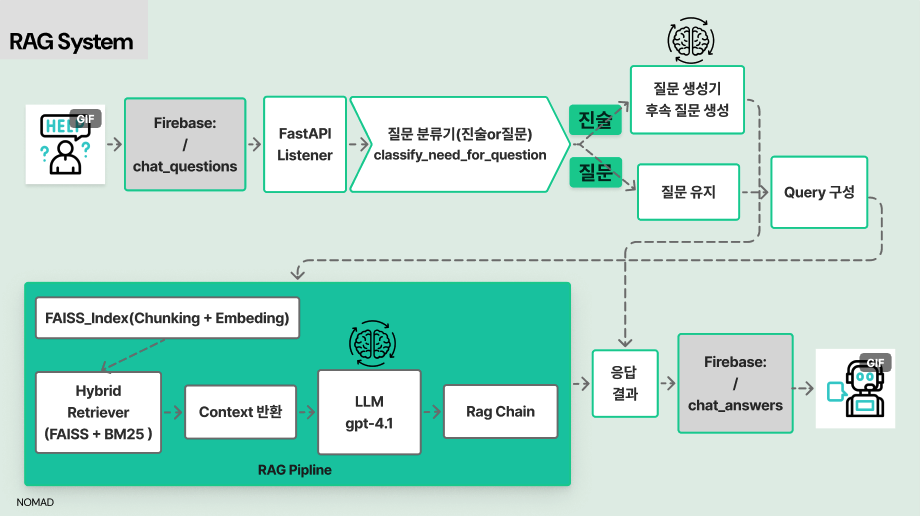 RAG System
HELP
GIF
Firebase:
/
chat_questions
FastAPI
Listener
질문 분류기(진술or질문)
classify_need_for_question
진술
질문
질문 생성기
후속 질문 생성
질문 유지
Query 구성
FAISS_Index(Chunking + Embeding)
Hybrid
Retriever
(FAISS + BM25 )
Context 반환
LLM
gpt-4.1
Rag Chain
RAG Pipline
응답
결과
Firebase:
/
chat_answers
GIF
NOMAD